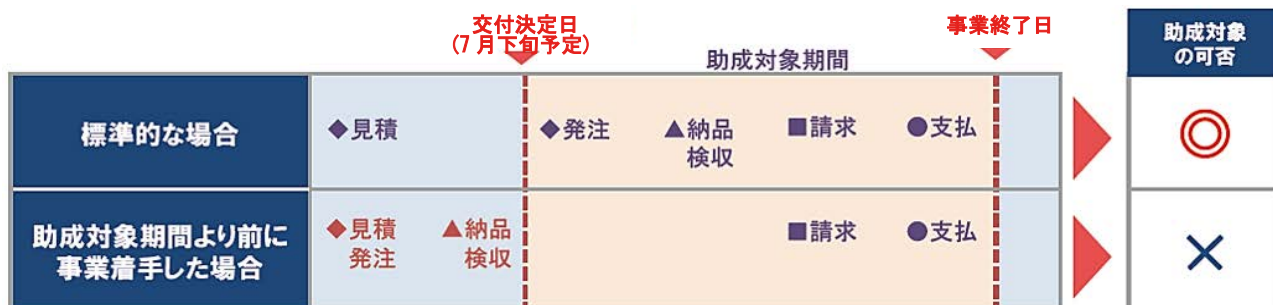 交付決定日
(7月下旬予定)
事業終了日
助成対象期間
助成対象
の可否
標準的な場合
◆見積
◆発注
▲納品
検収
■請求
●支払
◎
助成対象期間より前に
事業着手した場合
◆見積
発注
▲納品
検収
■請求
●支払
×